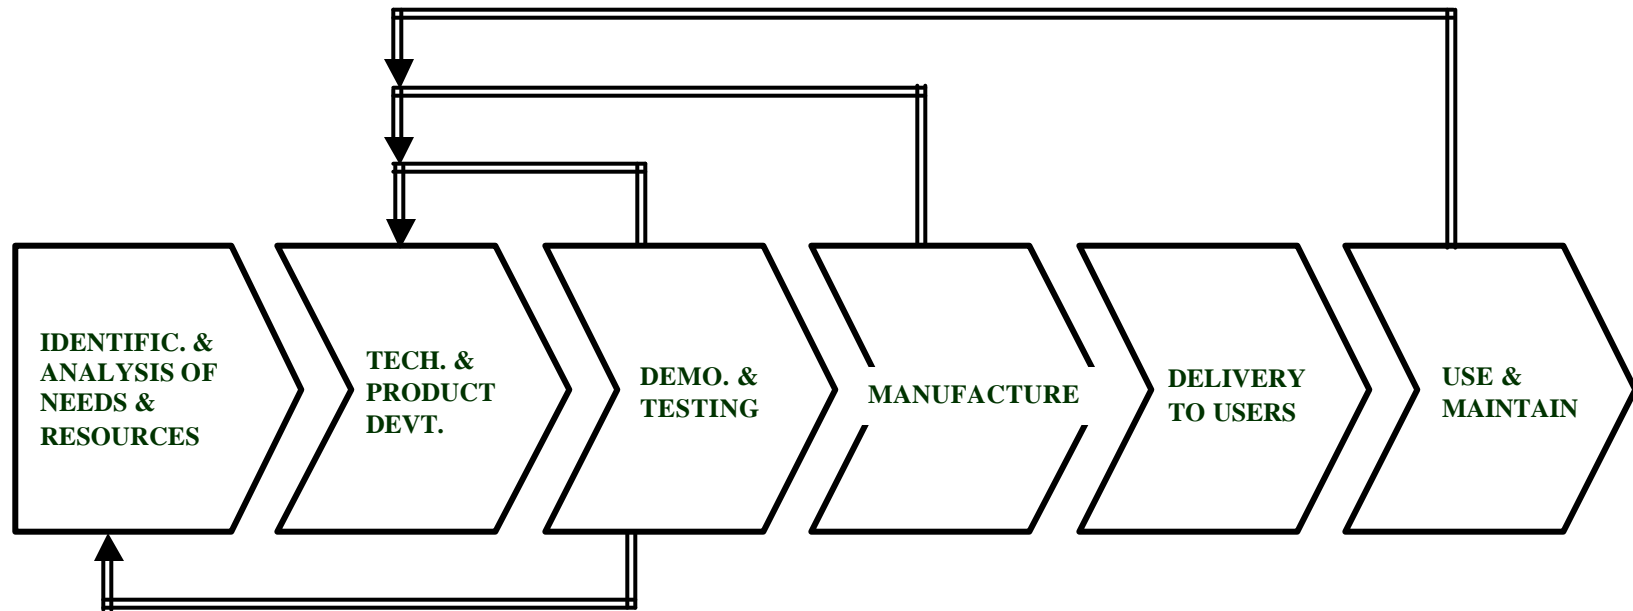 IDENTIFIC. &
ANALYSIS OF
NEEDS &
RESOURCES
TECH. &
PRODUCT
DEVT.
DEMO. &
TESTING
MANUFACTURE
DELIVERY
TO USERS
USE &
MAINTAIN